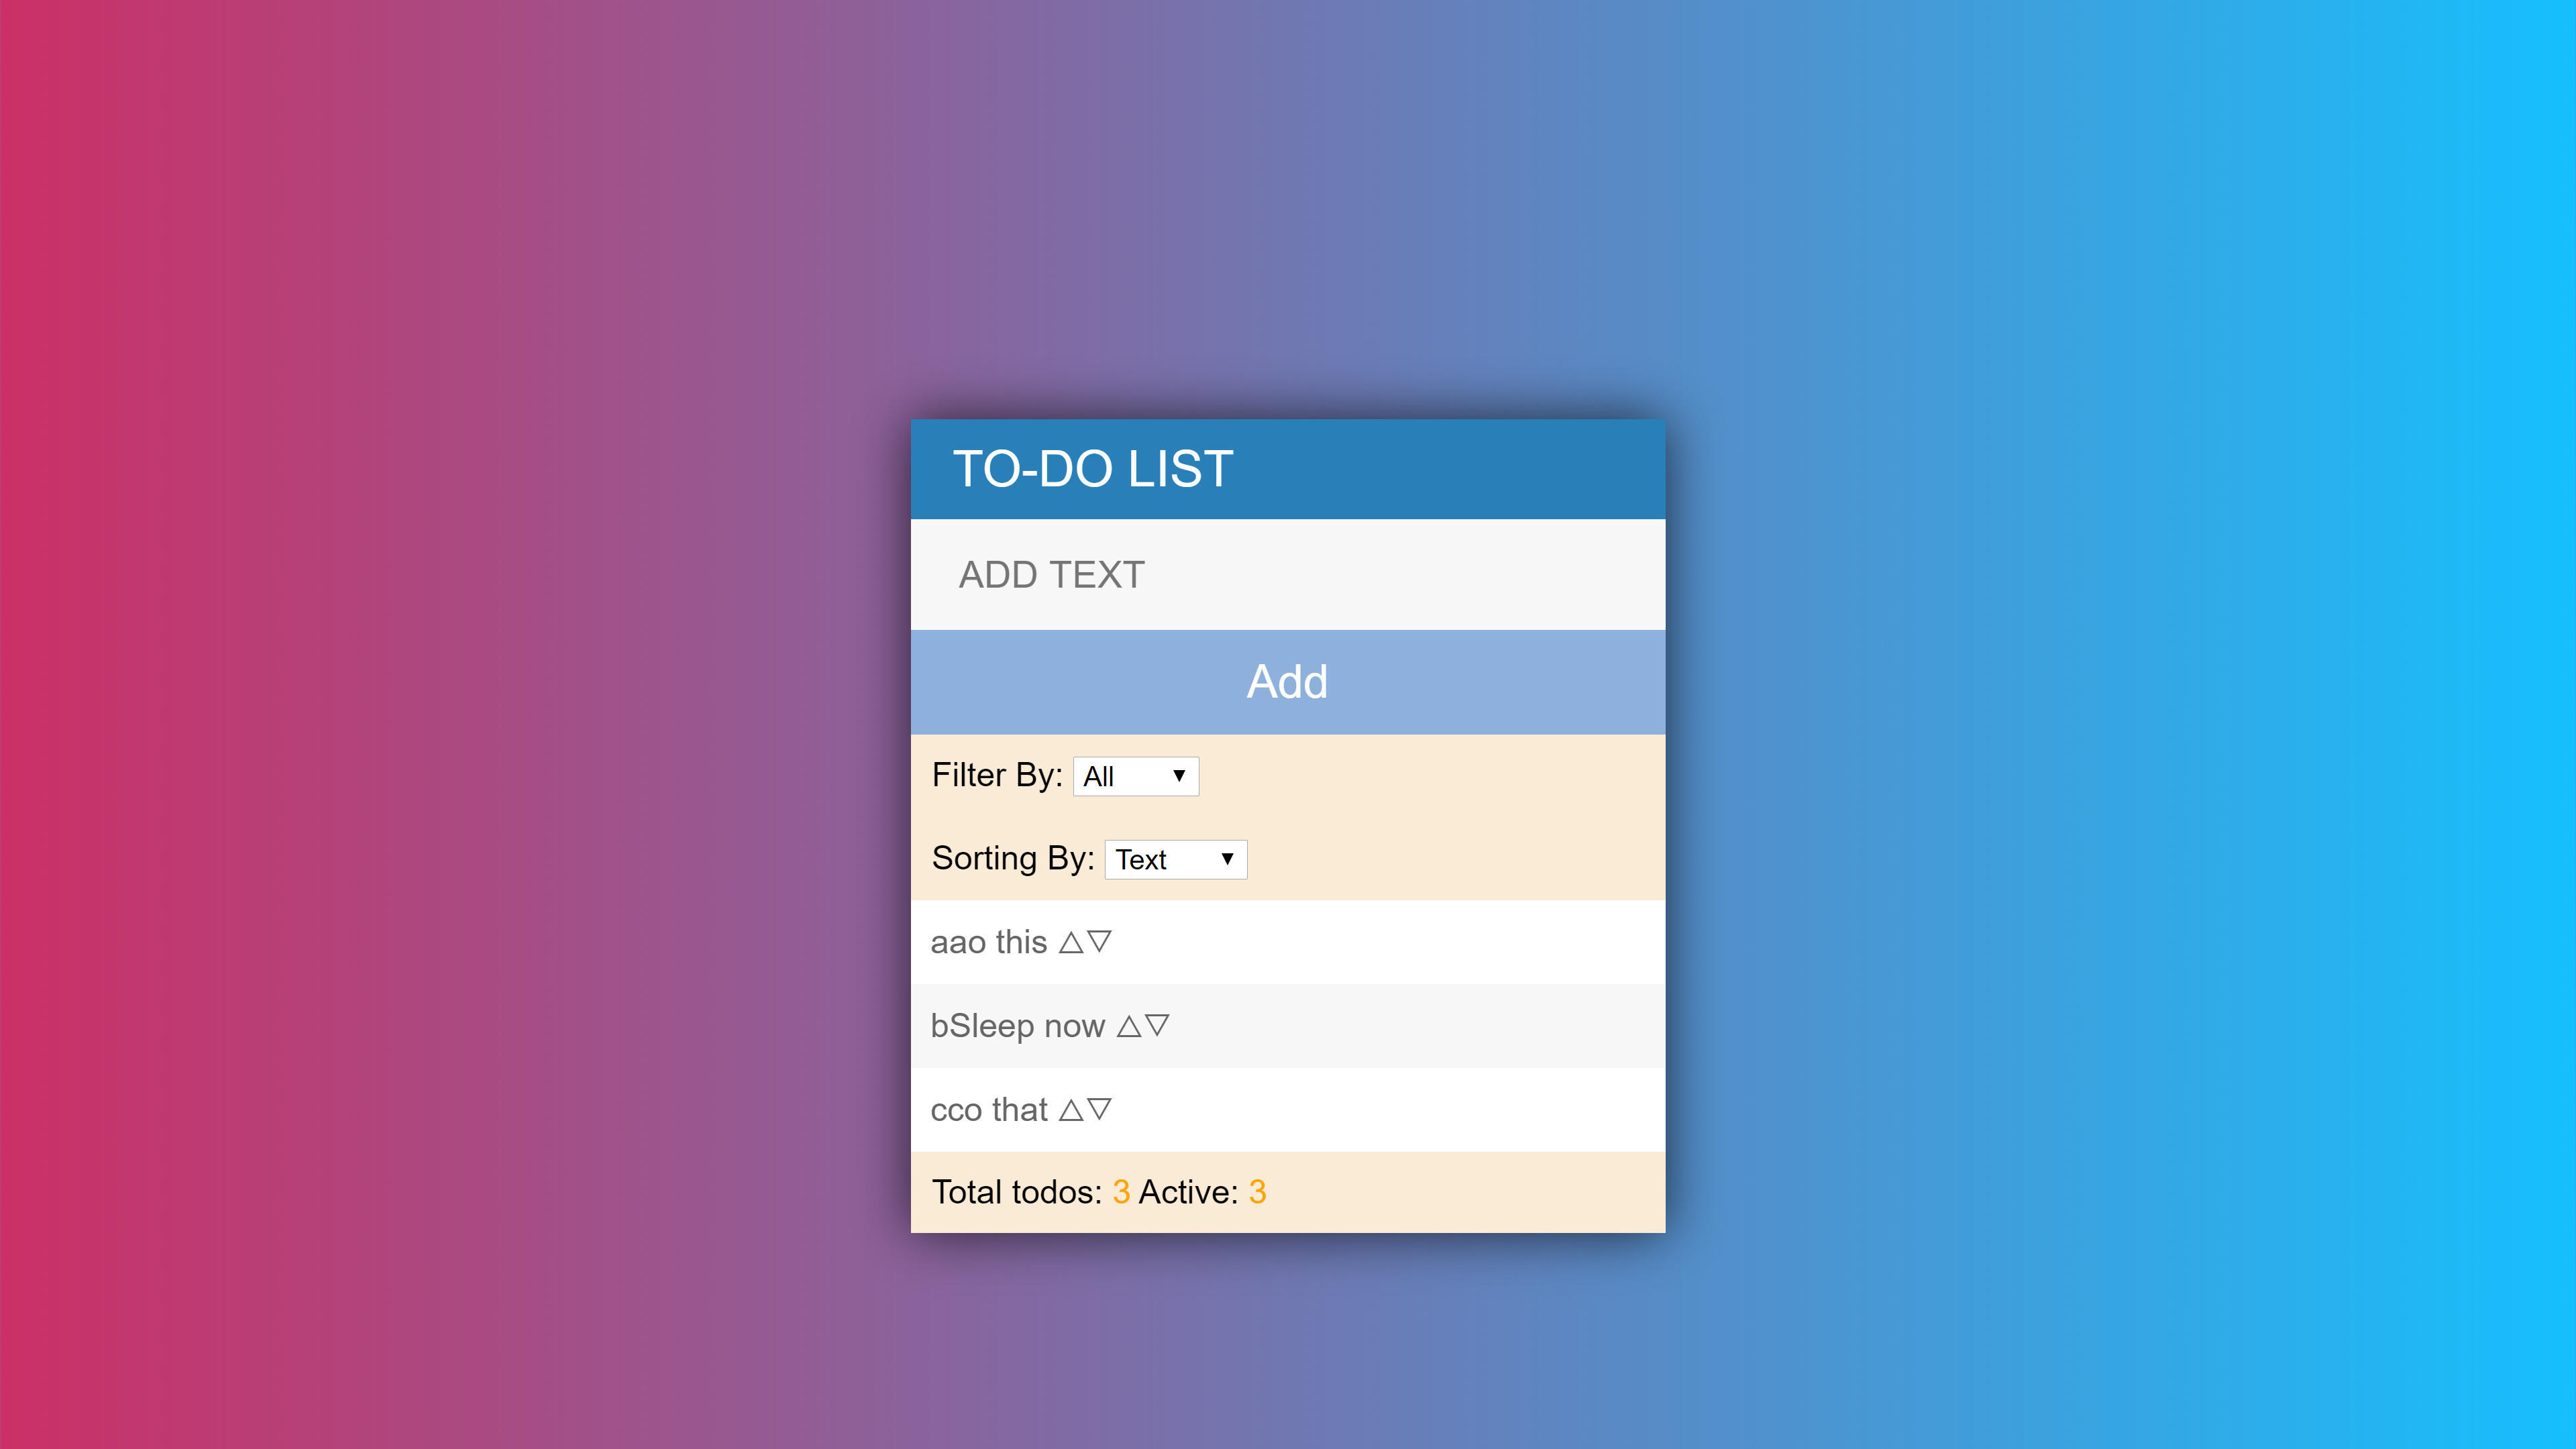 TO-DO LIST
ADD TEXT
Add
Filter By: All ▼
Sorting By: Text ▼
aao this △▽
bSleep now △▽
cco that △▽
Total todos: 3 Active: 3